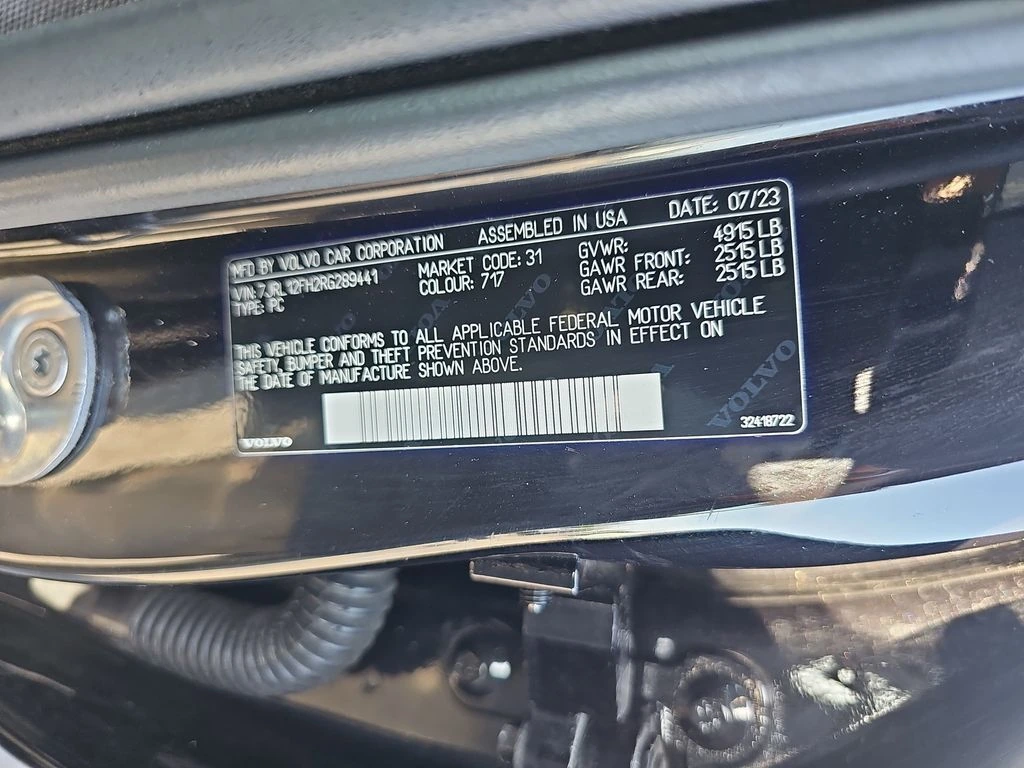 MFD BY VOLVO CAR CORPORATION ASSEMBLED IN USA DATE: 07/23
VIN: 7JRL12FH2RG289441 MARKET CODE: 31 GVWR: 4915 LB
TYPE: PC COLOUR: 717 GAWR FRONT: 2515 LB
GAWR REAR: 2515 LB
THIS VEHICLE CONFORMS TO ALL APPLICABLE FEDERAL MOTOR VEHICLE
SAFETY, BUMPER AND THEFT PREVENTION STANDARDS IN EFFECT ON
THE DATE OF MANUFACTURE SHOWN ABOVE.
VOLVO
VOLVO
32418722